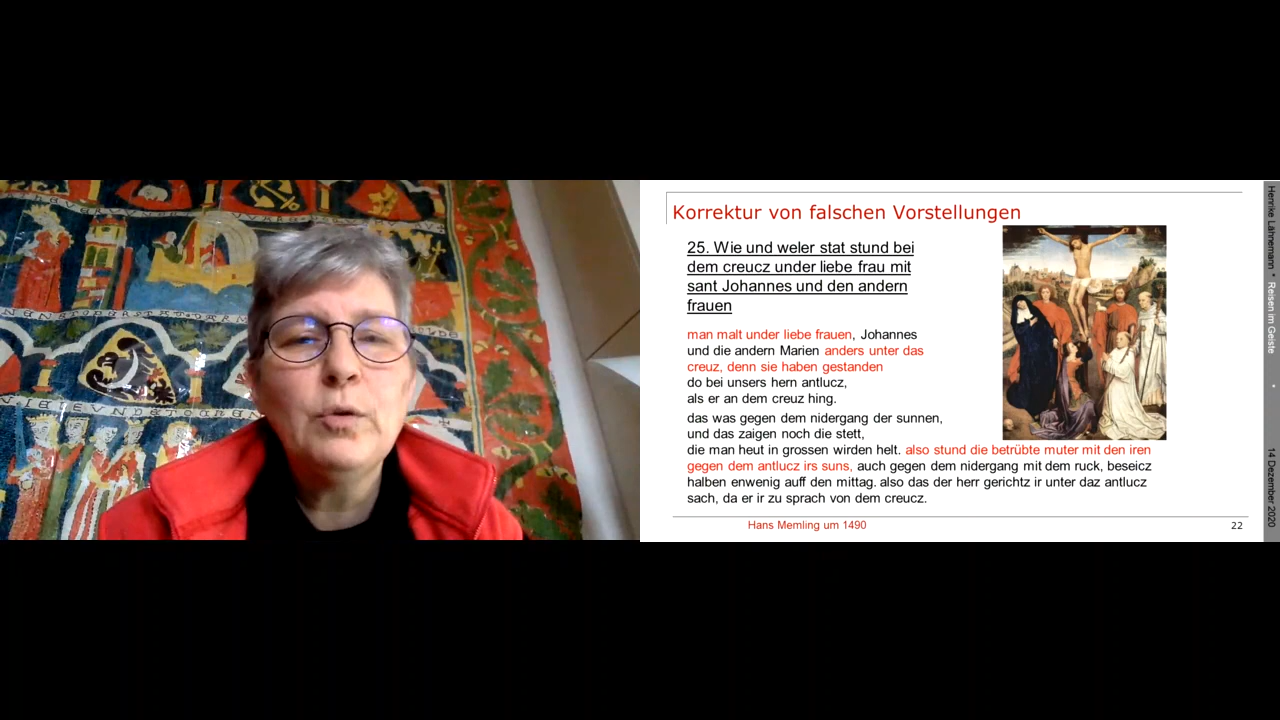 Korrektur von falschen Vorstellungen
25. Wie und weler stat stund bei
dem creucz under liebe frau mit
sant Johannes und den andern
frauen
man malt under liebe frauen, Johannes
und die andern Marien anders unter das
creuz, denn sie haben gestanden
do bei unsers hern antlucz,
als er an dem creuz hing.
das was gegen dem nidergang der sunnen,
und das zaigen noch die stett,
die man heut in grossen wirden helt. also stund die betrübte muter mit den iren
gegen dem antlucz irs suns, auch gegen dem nidergang mit dem ruck, beseicz
halben enwenig auff den mittag. also das der herr gerichtz ir unter daz antlucz
sach, da er ir zu sprach von dem creucz.
Hans Memling um 1490
22
Henrike Lähnemann * Reisen im Geiste * 14 Dezember 2020